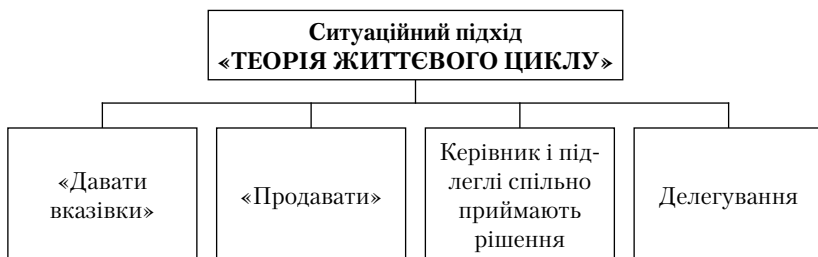 Ситуаційний підхід
«ТЕОРІЯ ЖИТТЄВОГО ЦИКЛУ»
«Давати
вказівки»
«Продавати»
Керівник і під-
леглі спільно
приймають
рішення
Делегування